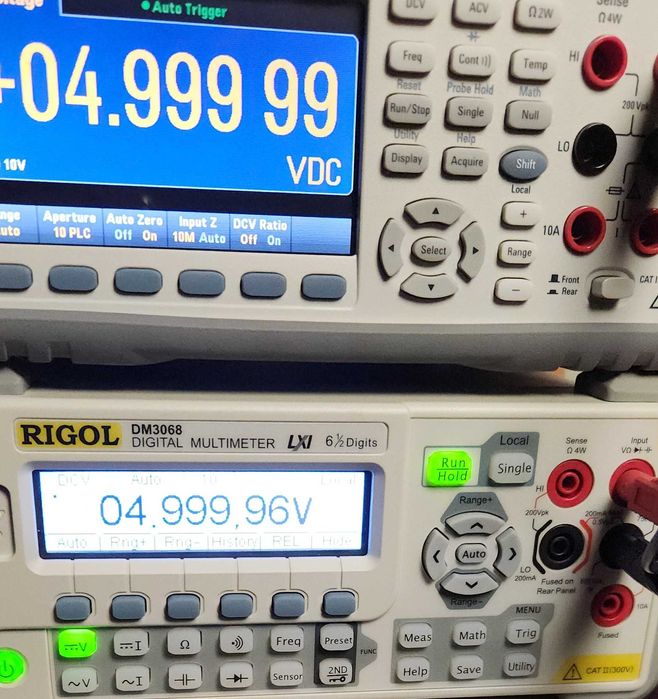 Auto Trigger
DCV
ACV
Ω2W
Sense
Ω 4W
+04.999 99
VDC
10V
Aperture
10 PLC
Auto Zero
Off On
Input Z
10M Auto
DCV Ratio
Off On
Freq
Cont
Temp
HI
Reset
Probe Hold
Math
Run/Stop
Single
Null
200 Vpk
Utility
Help
Display
Acquire
Shift
LO
Local
+
Select
Range
10A
−
Front
Rear
CAT I
RIGOL
DM3068
DIGITAL MULTIMETER
LXI
6½Digits
DCV
Auto
10
Local
04.999,96V
Auto
Rng+
Rng-
History
REL
Hide
Run
Hold
Local
Single
Sense
Ω 4W
Input
HI
Range+
Auto
Range-
200Vpk
LO
200mA
Fused on
Rear Panel
10A
Fused
V
I
Ω
Freq
Preset
FUNC
~V
~I
Sensor
2ND
MENU
Meas
Math
Trig
Help
Save
Utility
CAT II(300V)